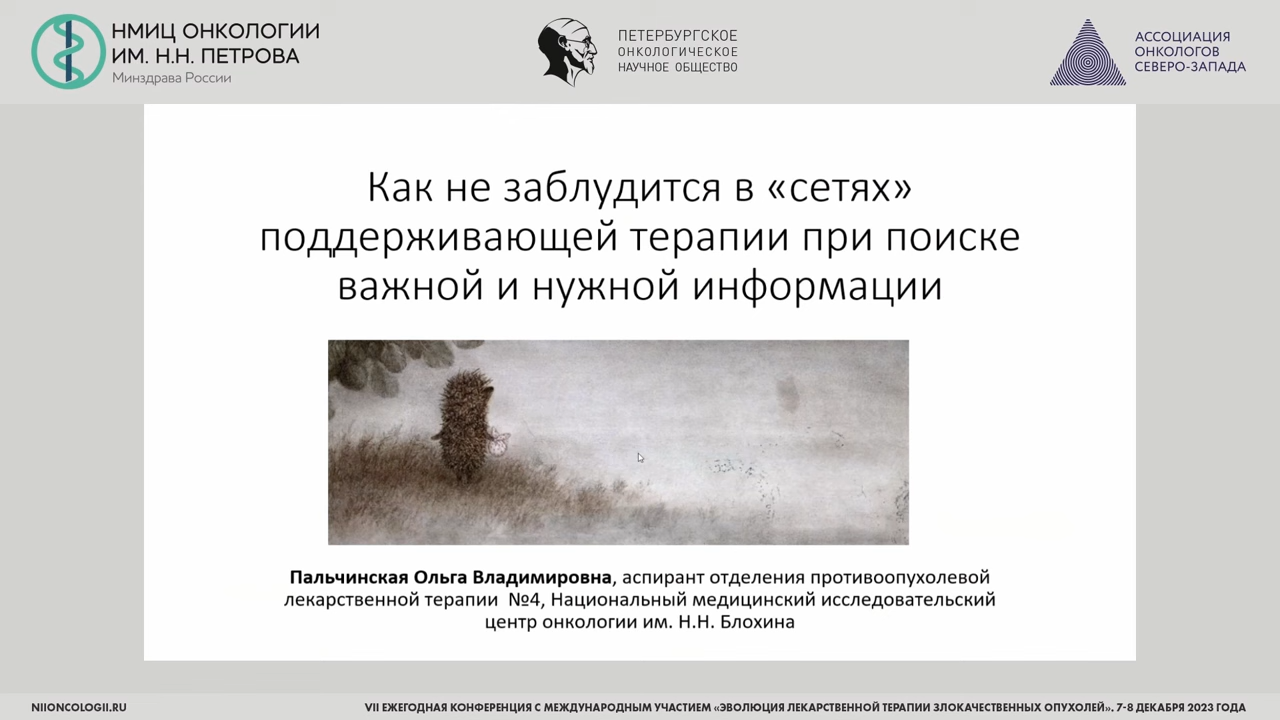 НМИЦ ОНКОЛОГИИ
ИМ. Н.Н. ПЕТРОВА
Минздрава России
ПЕТЕРБУРГСКОЕ
ОНКОЛОГИЧЕСКОЕ
НАУЧНОЕ ОБЩЕСТВО
АССОЦИАЦИЯ
ОНКОЛОГОВ
СЕВЕРО-ЗАПАДА
Как не заблудится в «сетях»
поддерживающей терапии при поиске
важной и нужной информации
Пальчинская Ольга Владимировна, аспирант отделения противоопухолевой
лекарственной терапии №4, Национальный медицинский исследовательский
центр онкологии им. Н.Н. Блохина
NIIONCOLOGII.RU
VII ЕЖЕГОДНАЯ КОНФЕРЕНЦИЯ С МЕЖДУНАРОДНЫМ УЧАСТИЕМ «ЭВОЛЮЦИЯ ЛЕКАРСТВЕННОЙ ТЕРАПИИ ЗЛОКАЧЕСТВЕННЫХ ОПУХОЛЕЙ». 7-8 ДЕКАБРЯ 2023 ГОДА